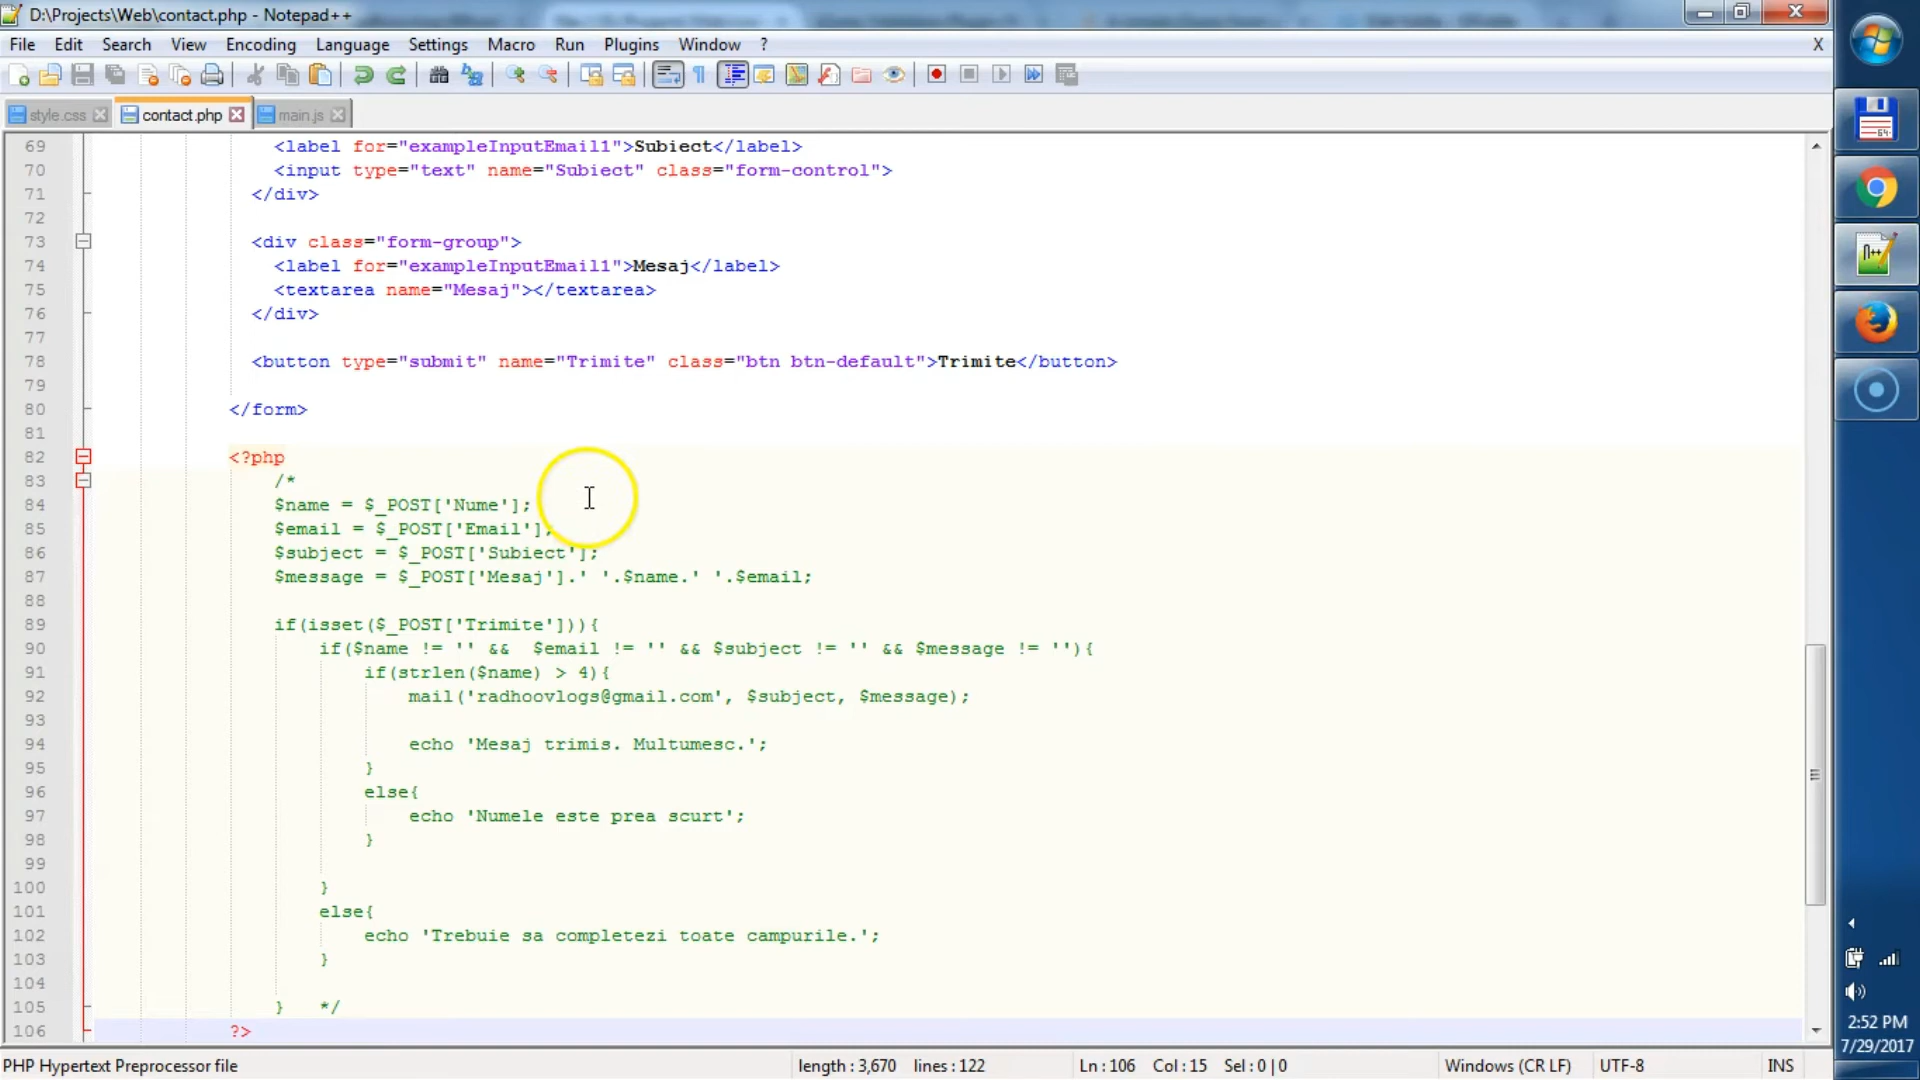 D:\Projects\Web\contact.php - Notepad++
File Edit Search View Encoding Language Settings Macro Run Plugins Window ? X
style.css contact.php main.js
69 <label for="exampleInputEmail1">Subiect</label>
70 <input type="text" name="Subiect" class="form-control">
71 </div>
72
73 <div class="form-group">
74 <label for="exampleInputEmail1">Mesaj</label>
75 <textarea name="Mesaj"></textarea>
76 </div>
77
78 <button type="submit" name="Trimite" class="btn btn-default">Trimite</button>
79
80 </form>
81
82 <?php
83 /*
84 $name = $_POST['Nume'];
85 $email = $_POST['Email'];
86 $subject = $_POST['Subiect'];
87 $message = $_POST['Mesaj'].' '.$name.' '.$email;
88
89 if(isset($_POST['Trimite'])){
90 if($name != '' &&  $email != '' && $subject != '' && $message != ''){
91 if(strlen($name) > 4){
92 mail('radhoovlogs@gmail.com', $subject, $message);
93
94 echo 'Mesaj trimis. Multumesc.';
95 }
96 else{
97 echo 'Numele este prea scurt';
98 }
99
100 }
101 else{
102 echo 'Trebuie sa completezi toate campurile.';
103 }
104
105 } */
106 ?>
PHP Hypertext Preprocessor file length : 3,670 lines : 122 Ln : 106 Col : 15 Sel : 0 | 0 Windows (CR LF) UTF-8 INS
2:52 PM
7/29/2017